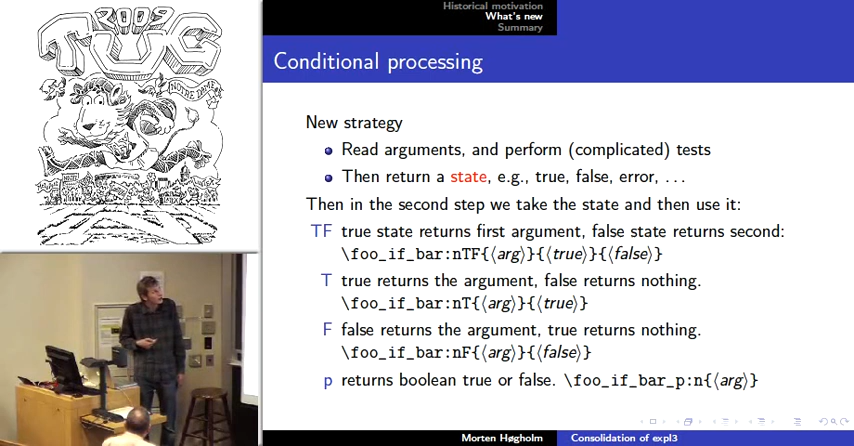 2009
TUG
NOTRE DAME
Historical motivation
What's new
Summary
Conditional processing
New strategy
Read arguments, and perform (complicated) tests
Then return a state, e.g., true, false, error, ...
Then in the second step we take the state and then use it:
TF true state returns first argument, false state returns second:
\foo_if_bar:nTF{⟨arg⟩}{⟨true⟩}{⟨false⟩}
T true returns the argument, false returns nothing.
\foo_if_bar:nT{⟨arg⟩}{⟨true⟩}
F false returns the argument, true returns nothing.
\foo_if_bar:nF{⟨arg⟩}{⟨false⟩}
p returns boolean true or false. \foo_if_bar_p:n{⟨arg⟩}
Morten Høgholm
Consolidation of expl3